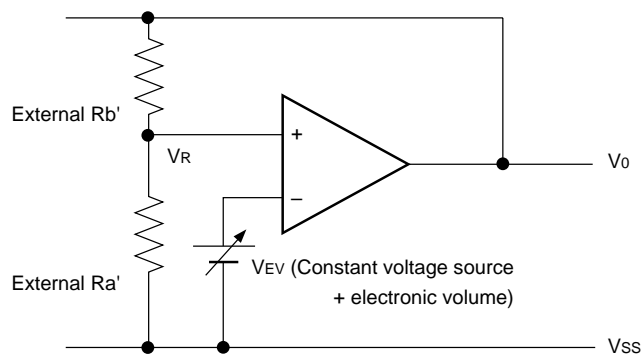 External Rb'
+
VR
V0
−
VEV (Constant voltage source
+ electronic volume)
External Ra'
VSS